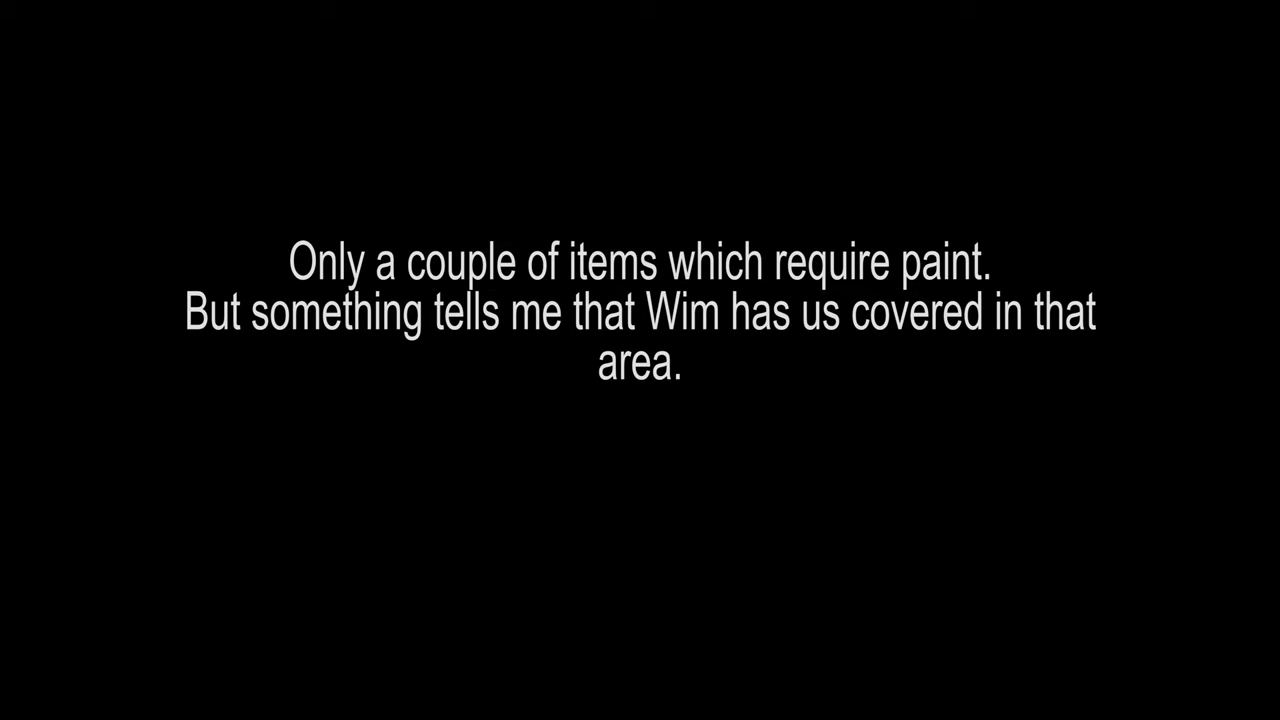 Only a couple of items which require paint.
But something tells me that Wim has us covered in that
area.